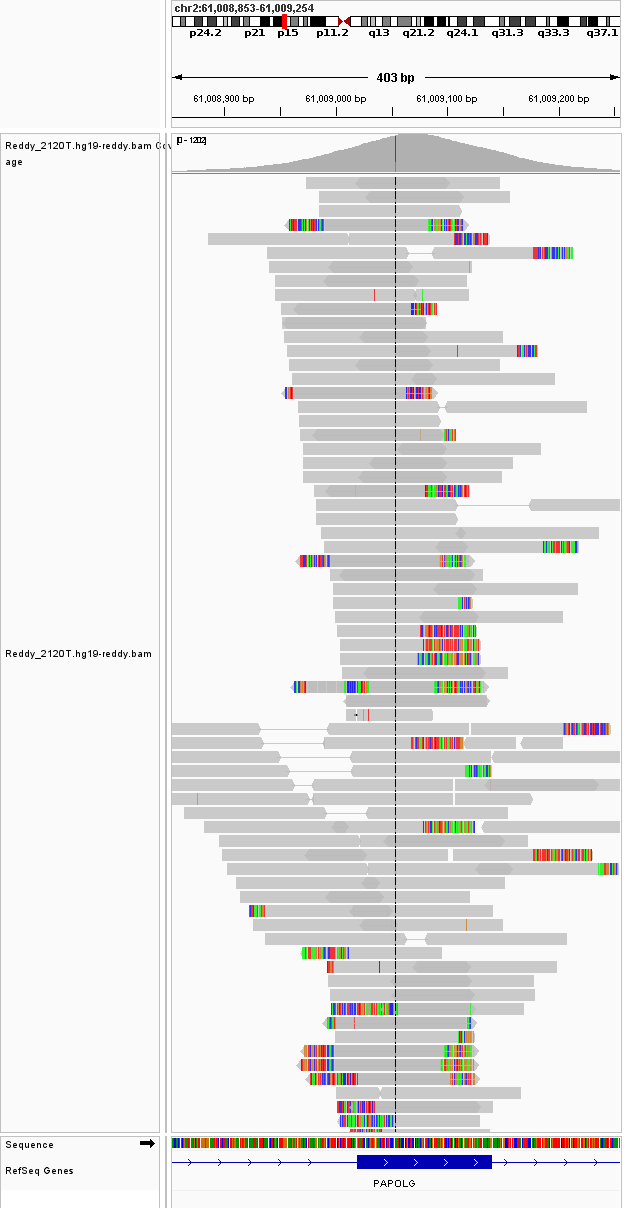 chr2:61,008,853-61,009,254
p24.2 p21 p15 p11.2 q13 q21.2 q24.1 q31.3 q33.3 q37.1
403 bp
61,008,900 bp 61,009,000 bp 61,009,100 bp 61,009,200 bp
Reddy_2120T.hg19-reddy.bam Cov
age
[0 - 1202]
Reddy_2120T.hg19-reddy.bam
Sequence
RefSeq Genes
PAPOLG